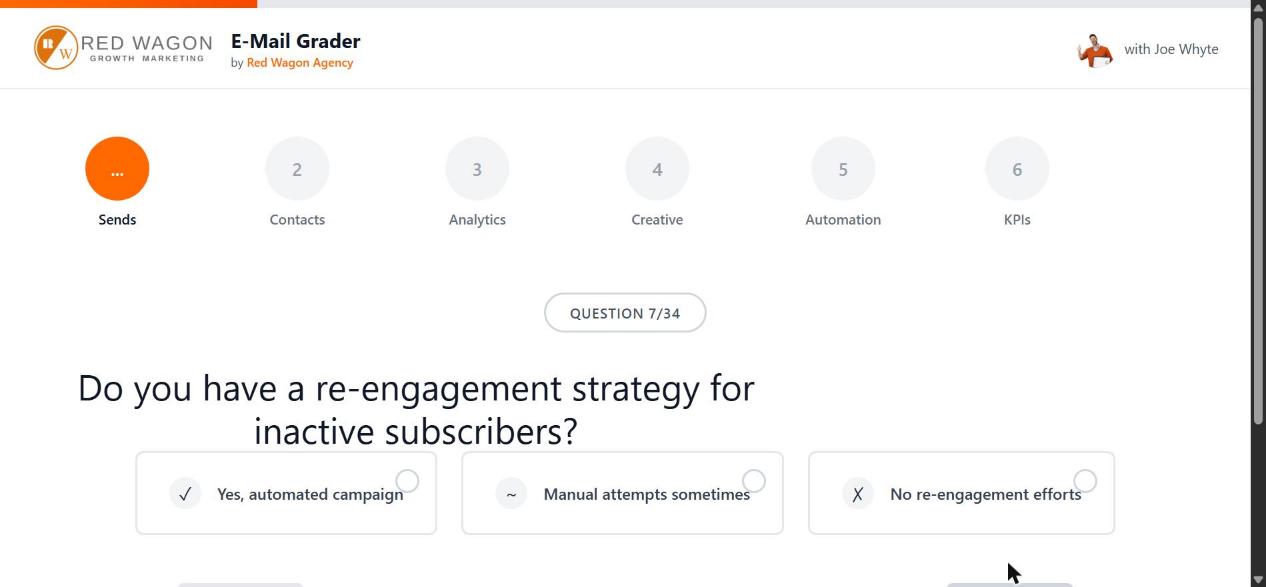 RED WAGON
GROWTH MARKETING
E-Mail Grader
by Red Wagon Agency
with Joe Whyte
...
2
3
4
5
6
Sends
Contacts
Analytics
Creative
Automation
KPIs
QUESTION 7/34
Do you have a re-engagement strategy for
inactive subscribers?
✓ Yes, automated campaign
~ Manual attempts sometimes
✗ No re-engagement efforts